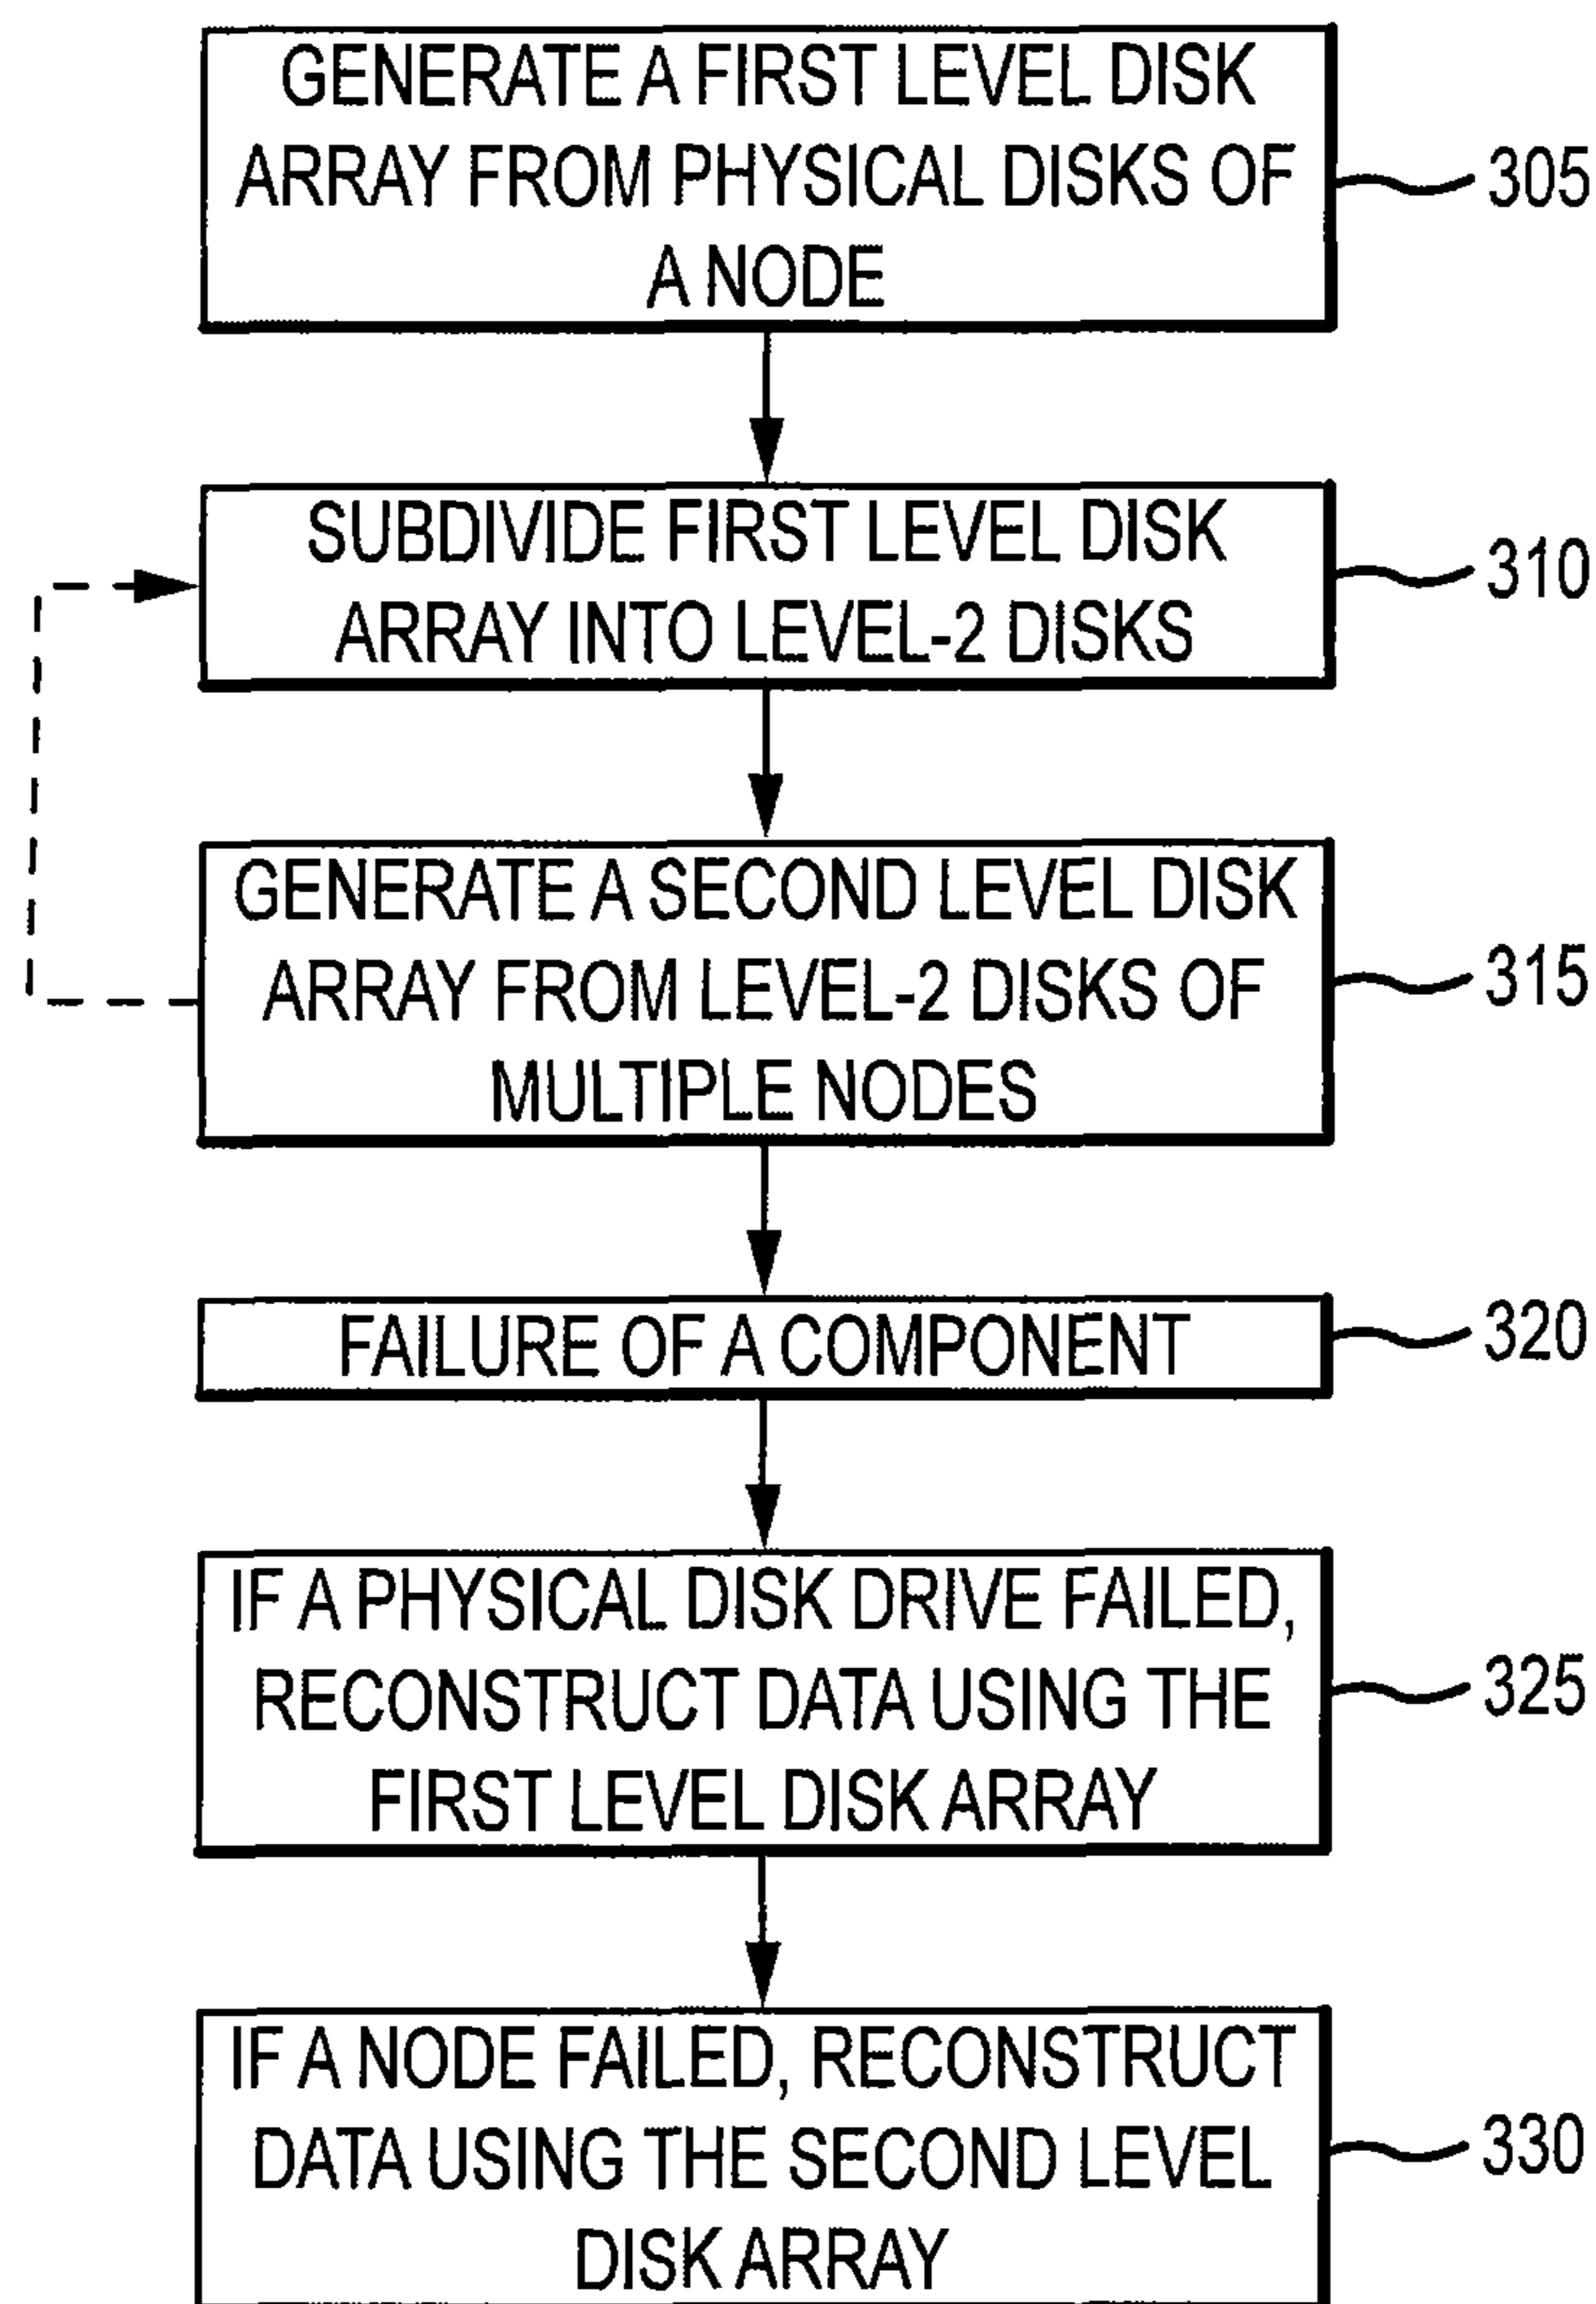 GENERATE A FIRST LEVEL DISK
ARRAY FROM PHYSICAL DISKS OF
A NODE
305
SUBDIVIDE FIRST LEVEL DISK
ARRAY INTO LEVEL-2 DISKS
310
GENERATE A SECOND LEVEL DISK
ARRAY FROM LEVEL-2 DISKS OF
MULTIPLE NODES
315
FAILURE OF A COMPONENT
320
IF A PHYSICAL DISK DRIVE FAILED,
RECONSTRUCT DATA USING THE
FIRST LEVEL DISK ARRAY
325
IF A NODE FAILED, RECONSTRUCT
DATA USING THE SECOND LEVEL
DISK ARRAY
330